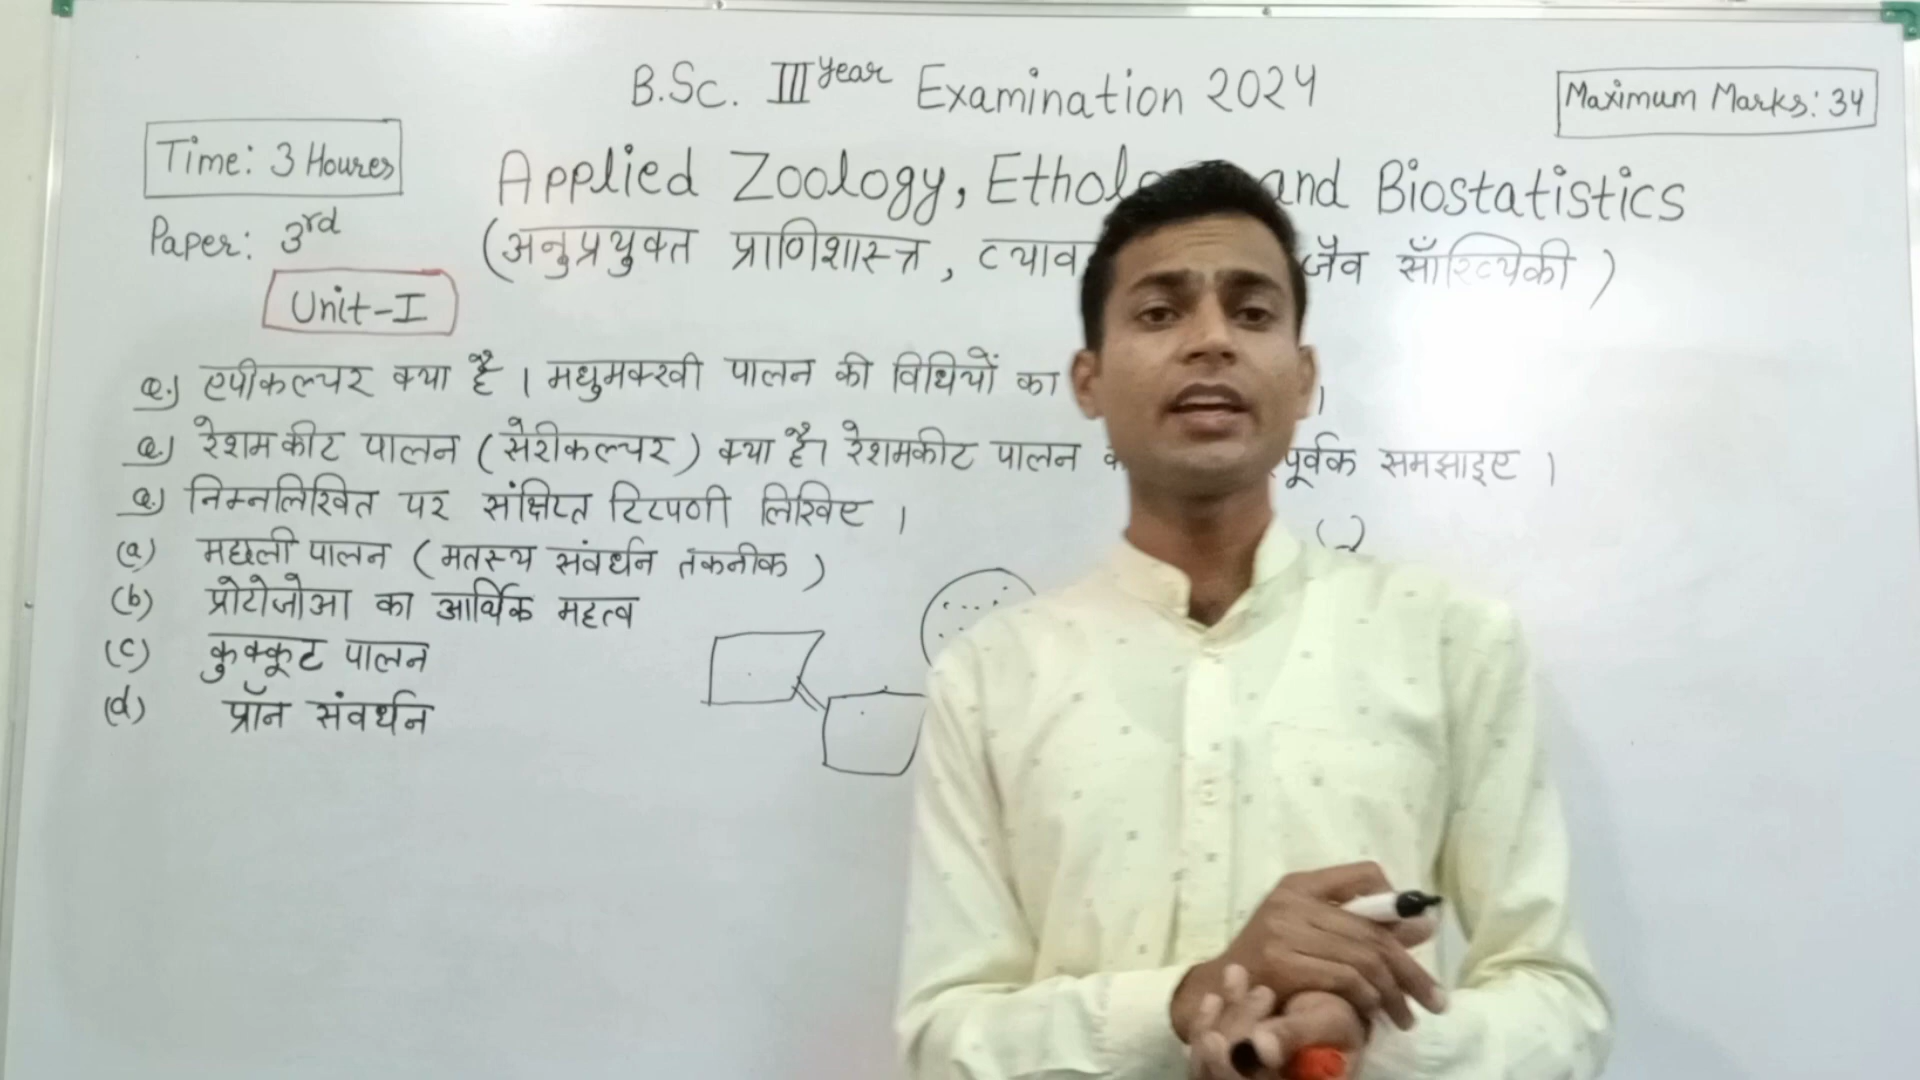 B.Sc. III year Examination 2024
Maximum Marks: 34
Time: 3 Houres
Applied Zoology, Ethol and Biostatistics
Paper: 3rd
(अनुप्रयुक्त प्राणिशास्त्र, व्याव जैव साँख्यिकी)
Unit-I
Q.) एपीकल्चर क्या है। मधुमक्खी पालन की विधियों का ।
Q.) रेशमकीट पालन (सेरीकल्चर) क्या है। रेशमकीट पालन पूर्वक समझाइए।
Q.) निम्नलिखित पर संक्षिप्त टिप्पणी लिखिए।
(a) मछली पालन (मतस्य संवर्धन तकनीक)
(b) प्रोटोजोआ का आर्थिक महत्व
(c) कुक्कूट पालन
(d) प्रॉन संवर्धन